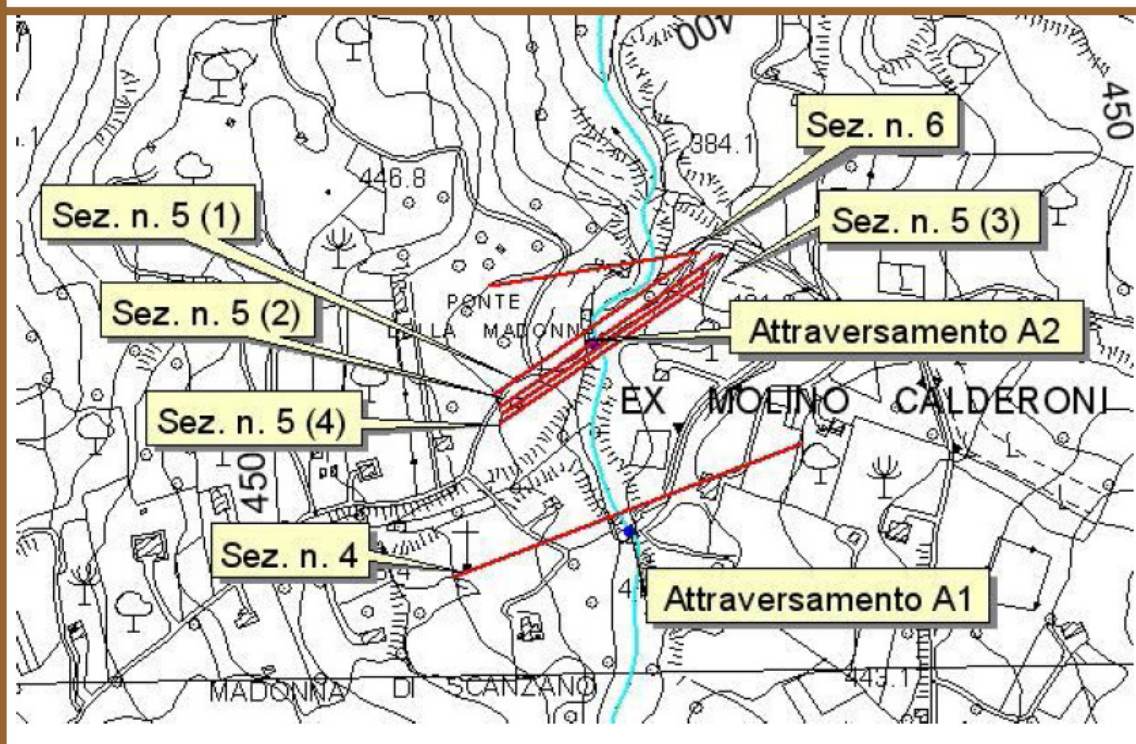 400
450
Sez. n. 6
384.1
446.8
Sez. n. 5 (1)
Sez. n. 5 (3)
PONTE
Sez. n. 5 (2)
MADONNA
Attraversamento A2
EX MOLINO CALDERONI
Sez. n. 5 (4)
450
Sez. n. 4
Attraversamento A1
443.1
MADONNA DI SCANZANO